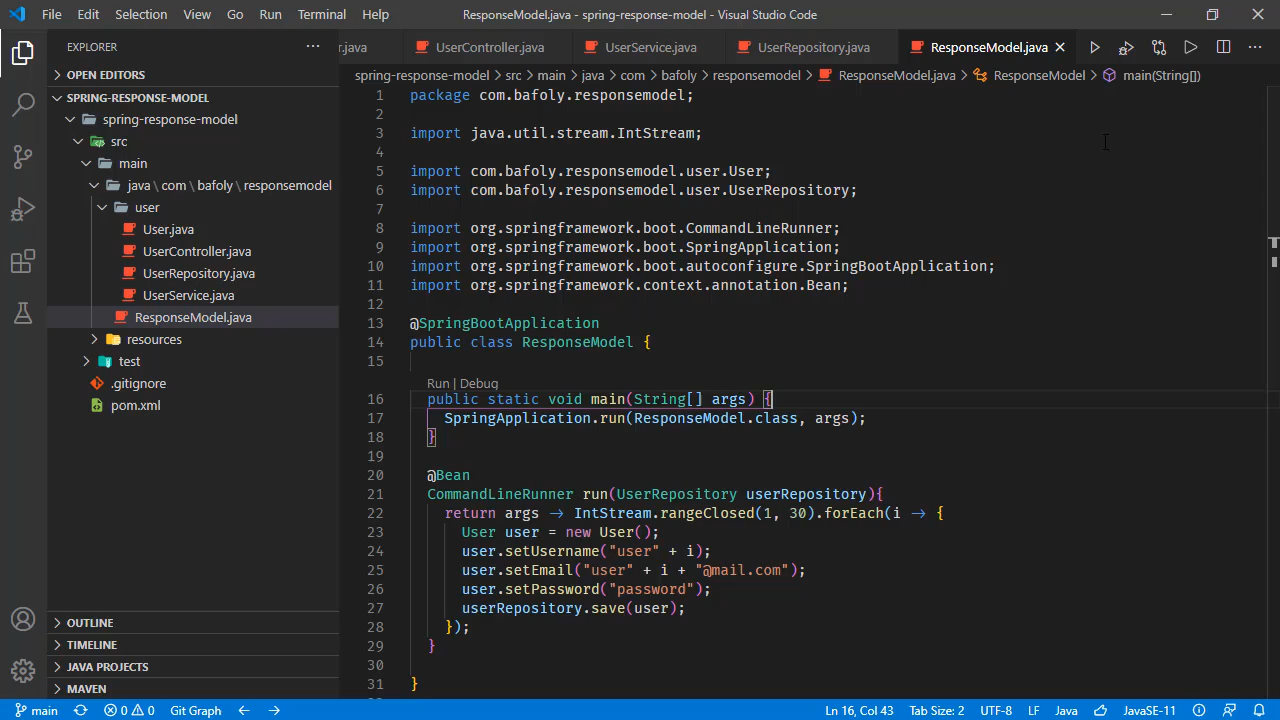 File Edit Selection View Go Run Terminal Help
ResponseModel.java - spring-response-model - Visual Studio Code
EXPLORER
r.java UserController.java UserService.java UserRepository.java ResponseModel.java
OPEN EDITORS
spring-response-model > src > main > java > com > bafoly > responsemodel > ResponseModel.java > ResponseModel > main(String[])
SPRING-RESPONSE-MODEL
spring-response-model
src
main
java \ com \ bafoly \ responsemodel
user
User.java
UserController.java
UserRepository.java
UserService.java
ResponseModel.java
resources
test
.gitignore
pom.xml
OUTLINE
TIMELINE
JAVA PROJECTS
MAVEN
1 package com.bafoly.responsemodel;
2
3 import java.util.stream.IntStream;
4
5 import com.bafoly.responsemodel.user.User;
6 import com.bafoly.responsemodel.user.UserRepository;
7
8 import org.springframework.boot.CommandLineRunner;
9 import org.springframework.boot.SpringApplication;
10 import org.springframework.boot.autoconfigure.SpringBootApplication;
11 import org.springframework.context.annotation.Bean;
12
13 @SpringBootApplication
14 public class ResponseModel {
15
Run | Debug
16 public static void main(String[] args) {
17 SpringApplication.run(ResponseModel.class, args);
18 }
19
20 @Bean
21 CommandLineRunner run(UserRepository userRepository){
22 return args → IntStream.rangeClosed(1, 30).forEach(i → {
23 User user = new User();
24 user.setUsername("user" + i);
25 user.setEmail("user" + i + "@mail.com");
26 user.setPassword("password");
27 userRepository.save(user);
28 });
29 }
30
31 }
main 0 0 Git Graph Ln 16, Col 43 Tab Size: 2 UTF-8 LF Java JavaSE-11